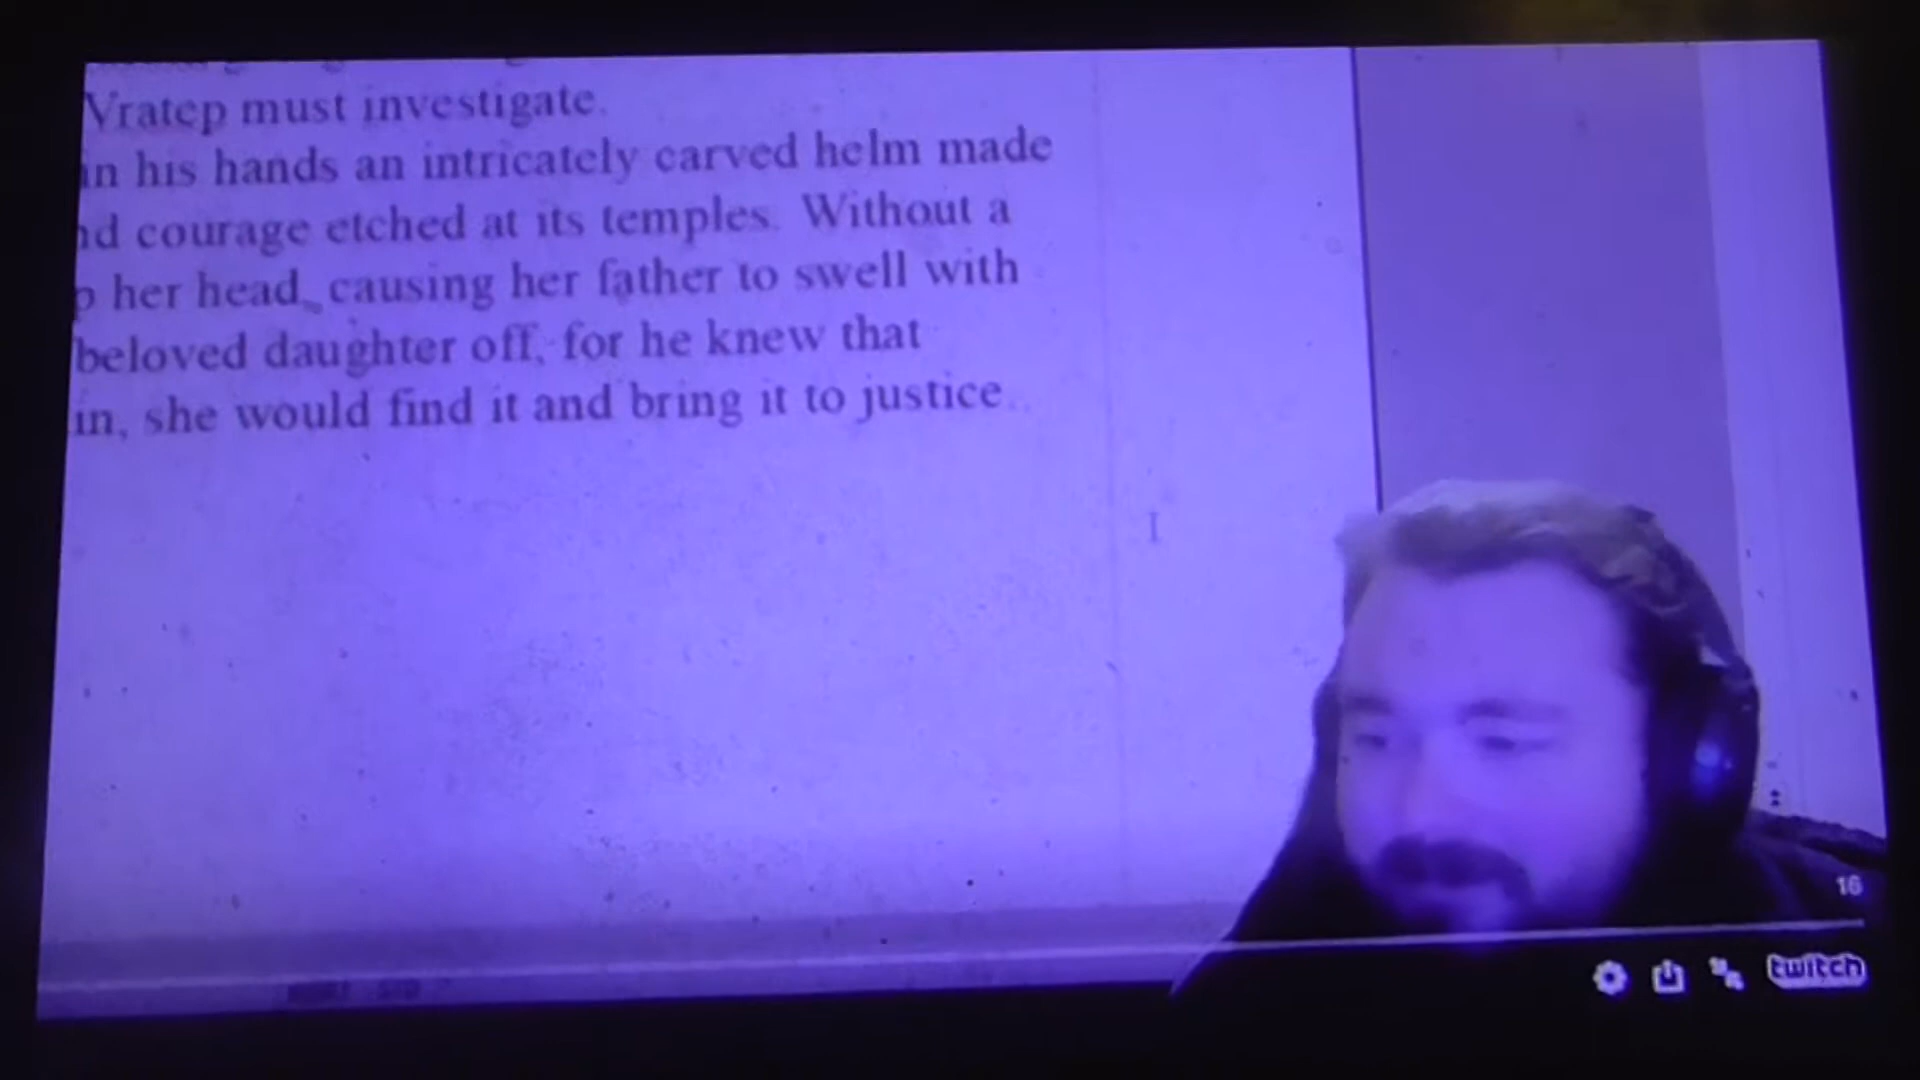 Vratep must investigate.
in his hands an intricately carved helm made
nd courage etched at its temples. Without a
p her head, causing her father to swell with
beloved daughter off, for he knew that
in, she would find it and bring it to justice.
16
twitch